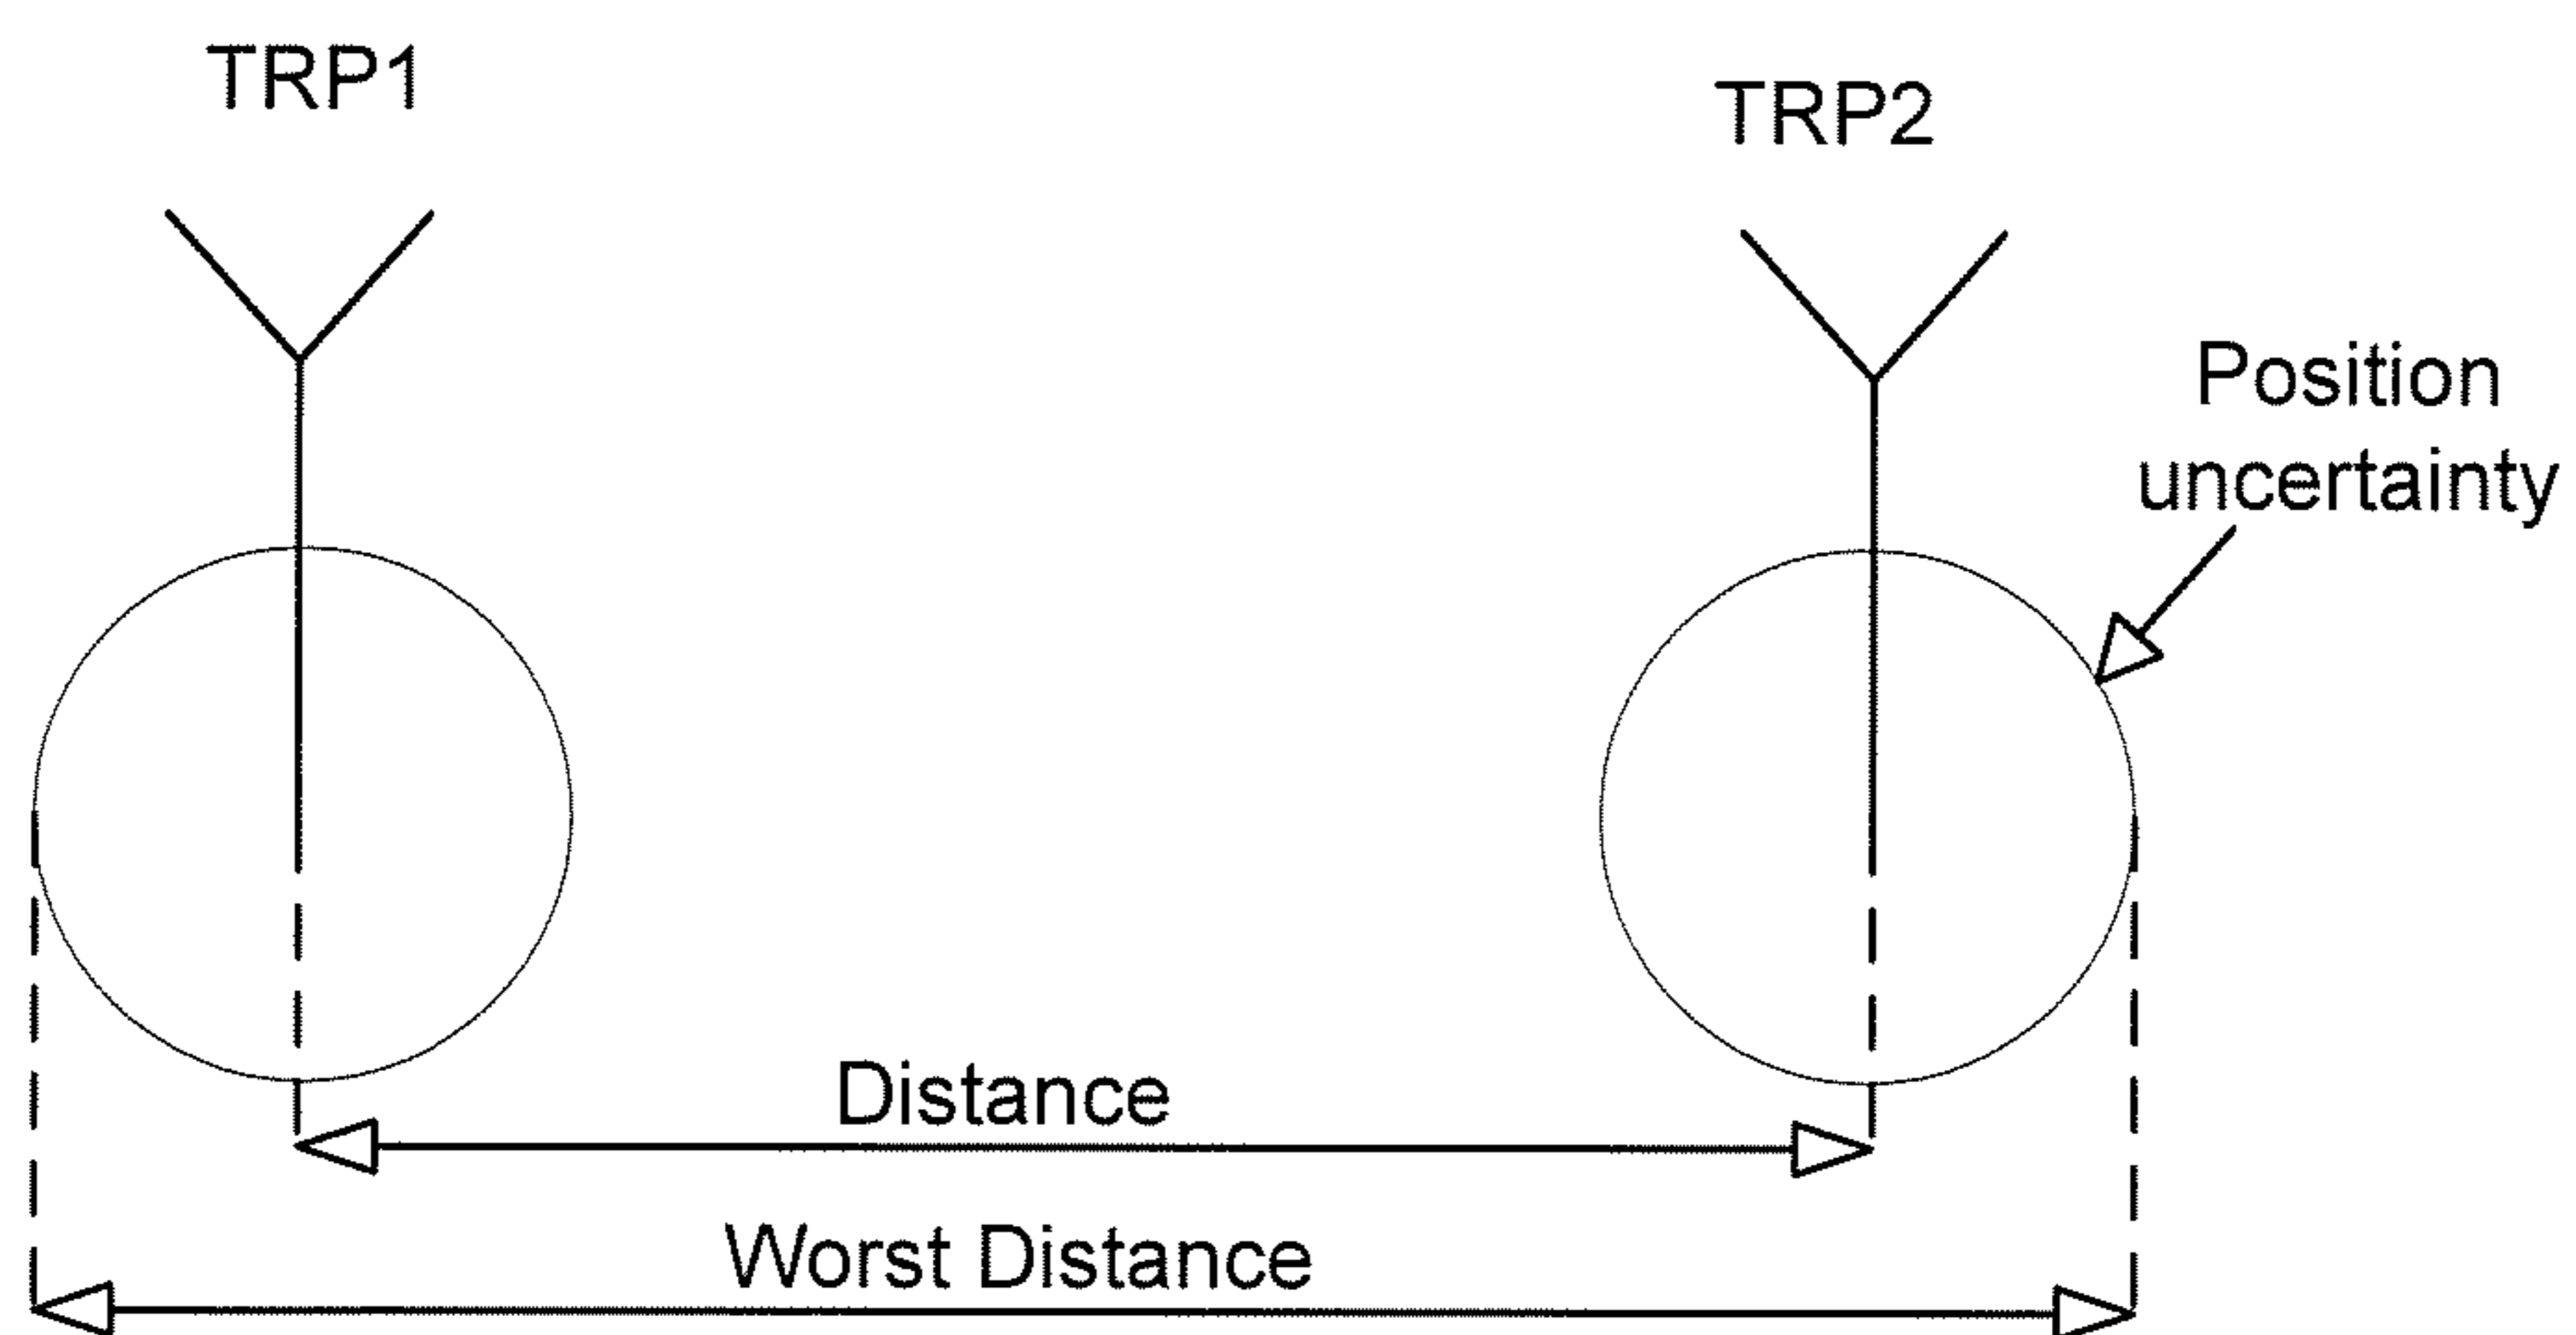 TRP1
TRP2
Position
uncertainty
Distance
Worst Distance